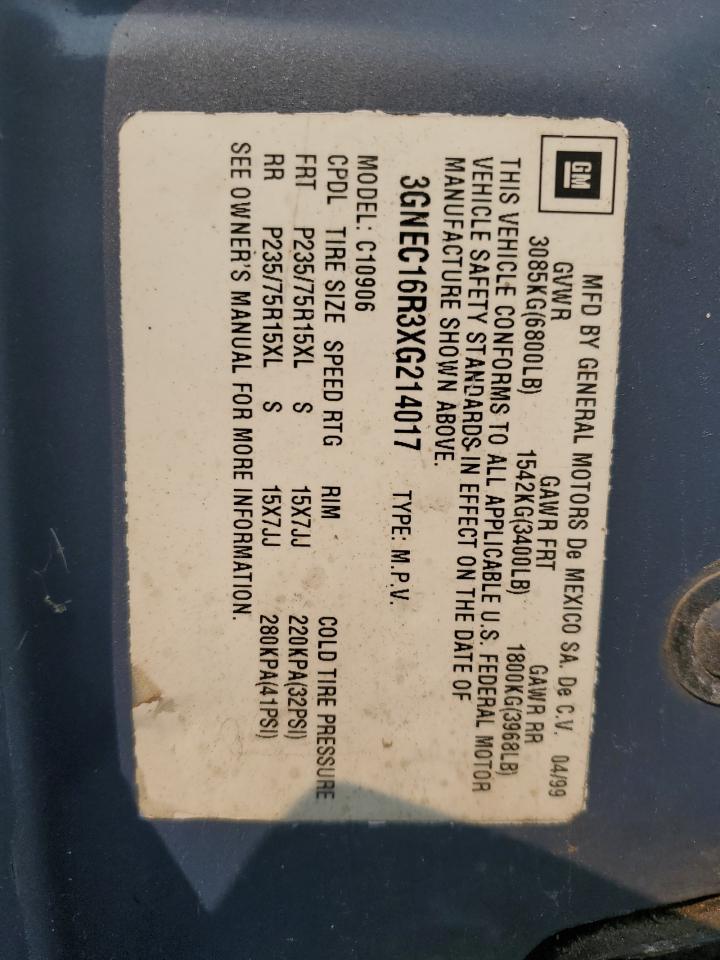 GM
MFD BY GENERAL MOTORS De MEXICO SA. De C.V. 04/99
GVWR GAWR FRT GAWR RR
3085KG(6800LB) 1542KG(3400LB) 1800KG(3968LB)
THIS VEHICLE CONFORMS TO ALL APPLICABLE U.S. FEDERAL MOTOR
VEHICLE SAFETY STANDARDS IN EFFECT ON THE DATE OF
MANUFACTURE SHOWN ABOVE.
3GNEC16R3XG214017 TYPE: M.P.V.
MODEL: C10906
CPDL TIRE SIZE SPEED RTG RIM COLD TIRE PRESSURE
FRT P235/75R15XL S 15X7JJ 220KPA(32PSI)
RR P235/75R15XL S 15X7JJ 280KPA(41PSI)
SEE OWNER'S MANUAL FOR MORE INFORMATION.